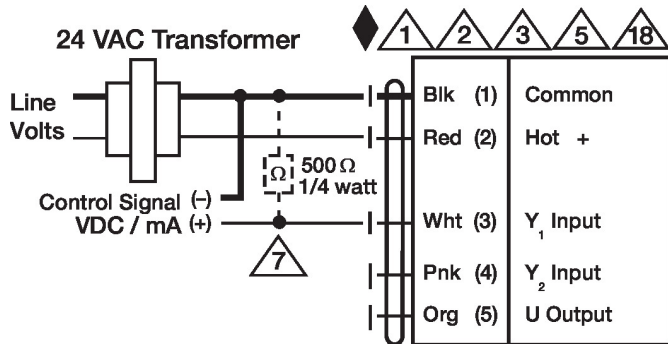 24 VAC Transformer
1 2 3 5 18
Line
Volts
Blk (1) Common
Red (2) Hot +
Ω 500 Ω
1/4 watt
Control Signal (−)
VDC / mA (+)
Wht (3) Y₁ Input
7
Pnk (4) Y₂ Input
Org (5) U Output